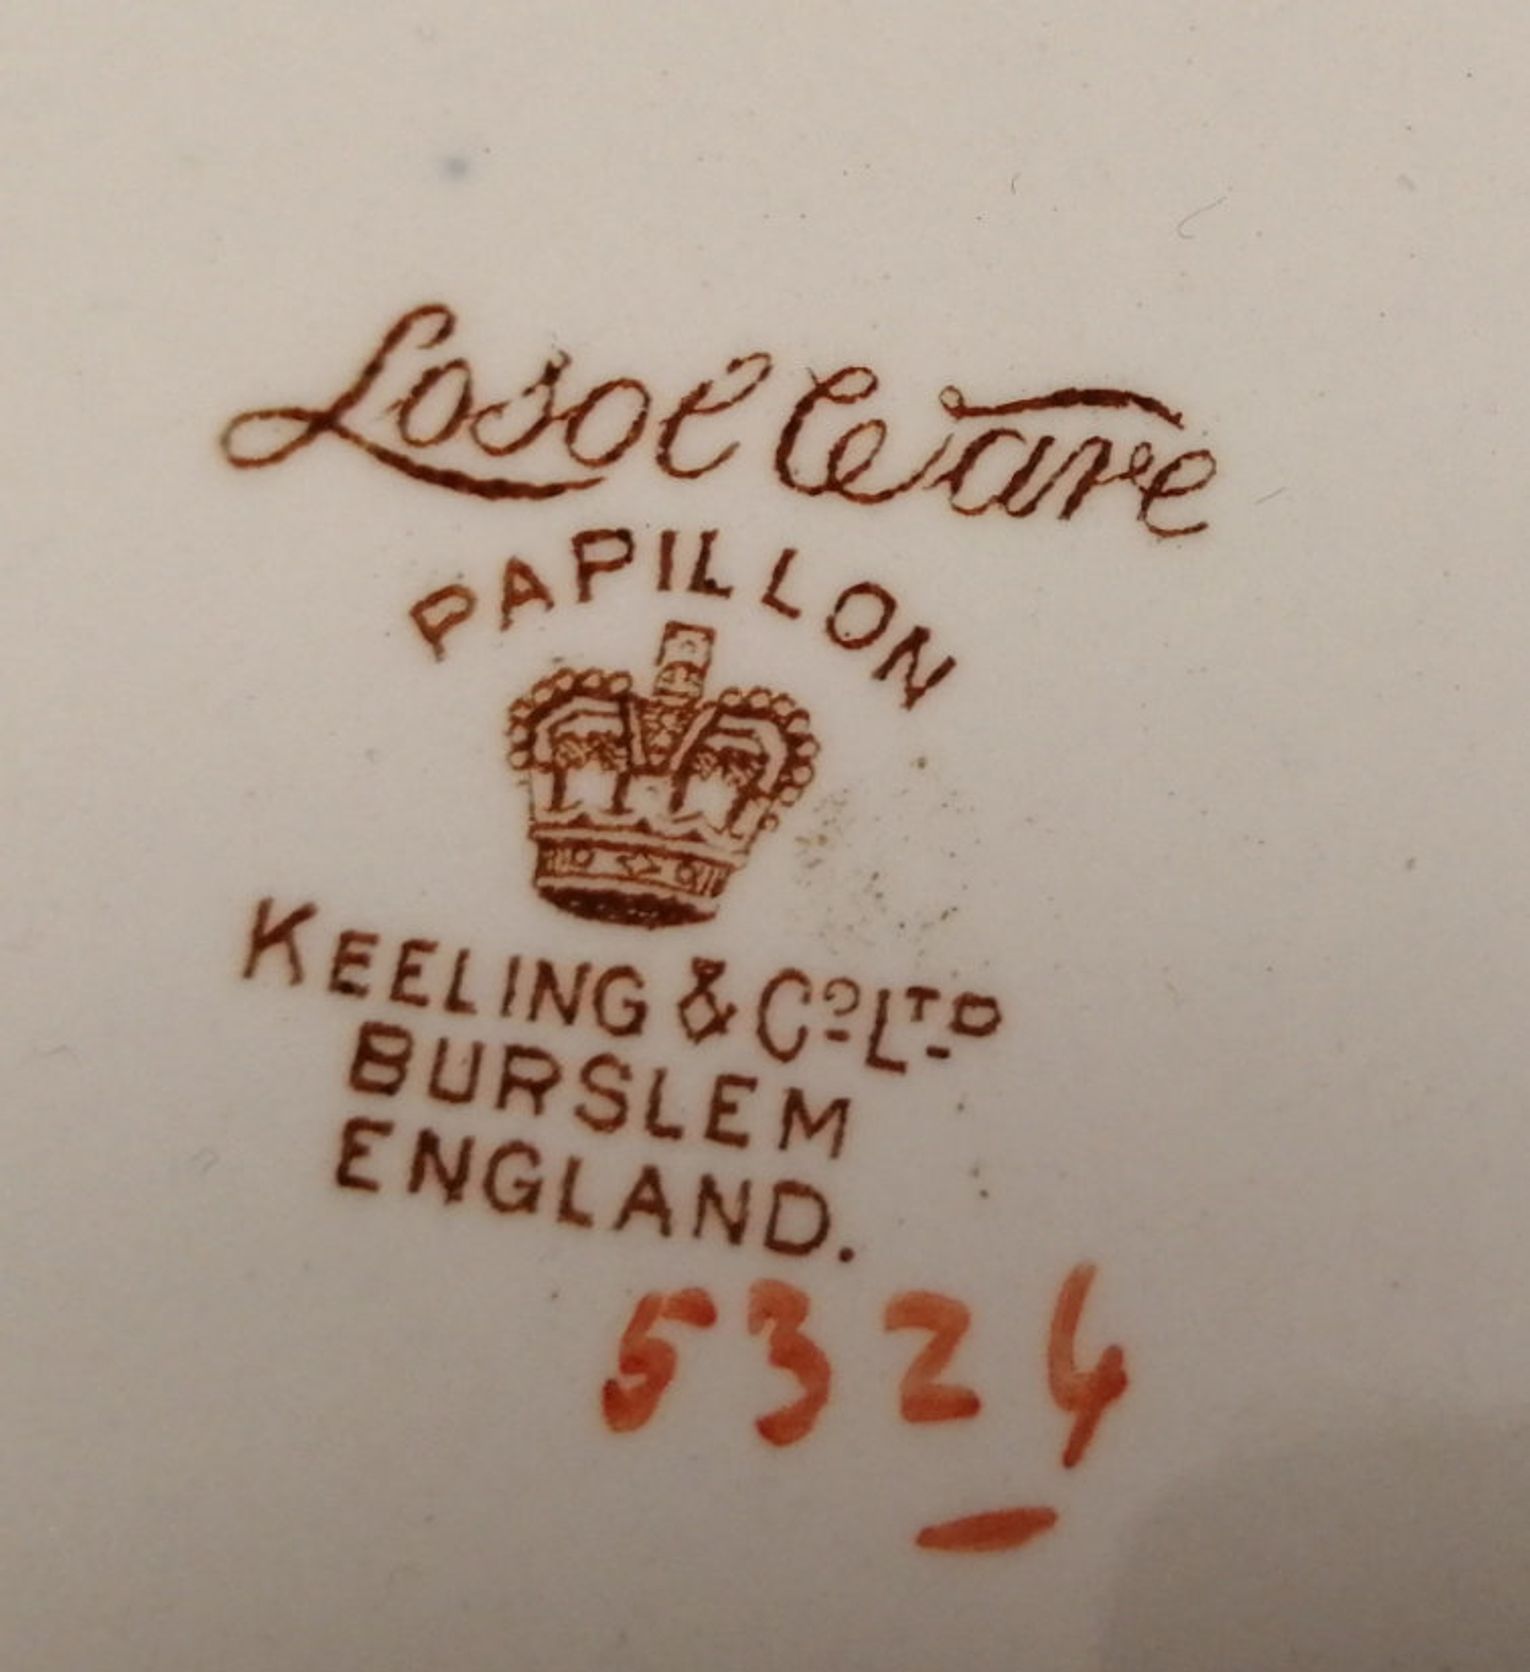 Losol Ware
PAPILLON
KEELING & Co LTD
BURSLEM
ENGLAND.
5324